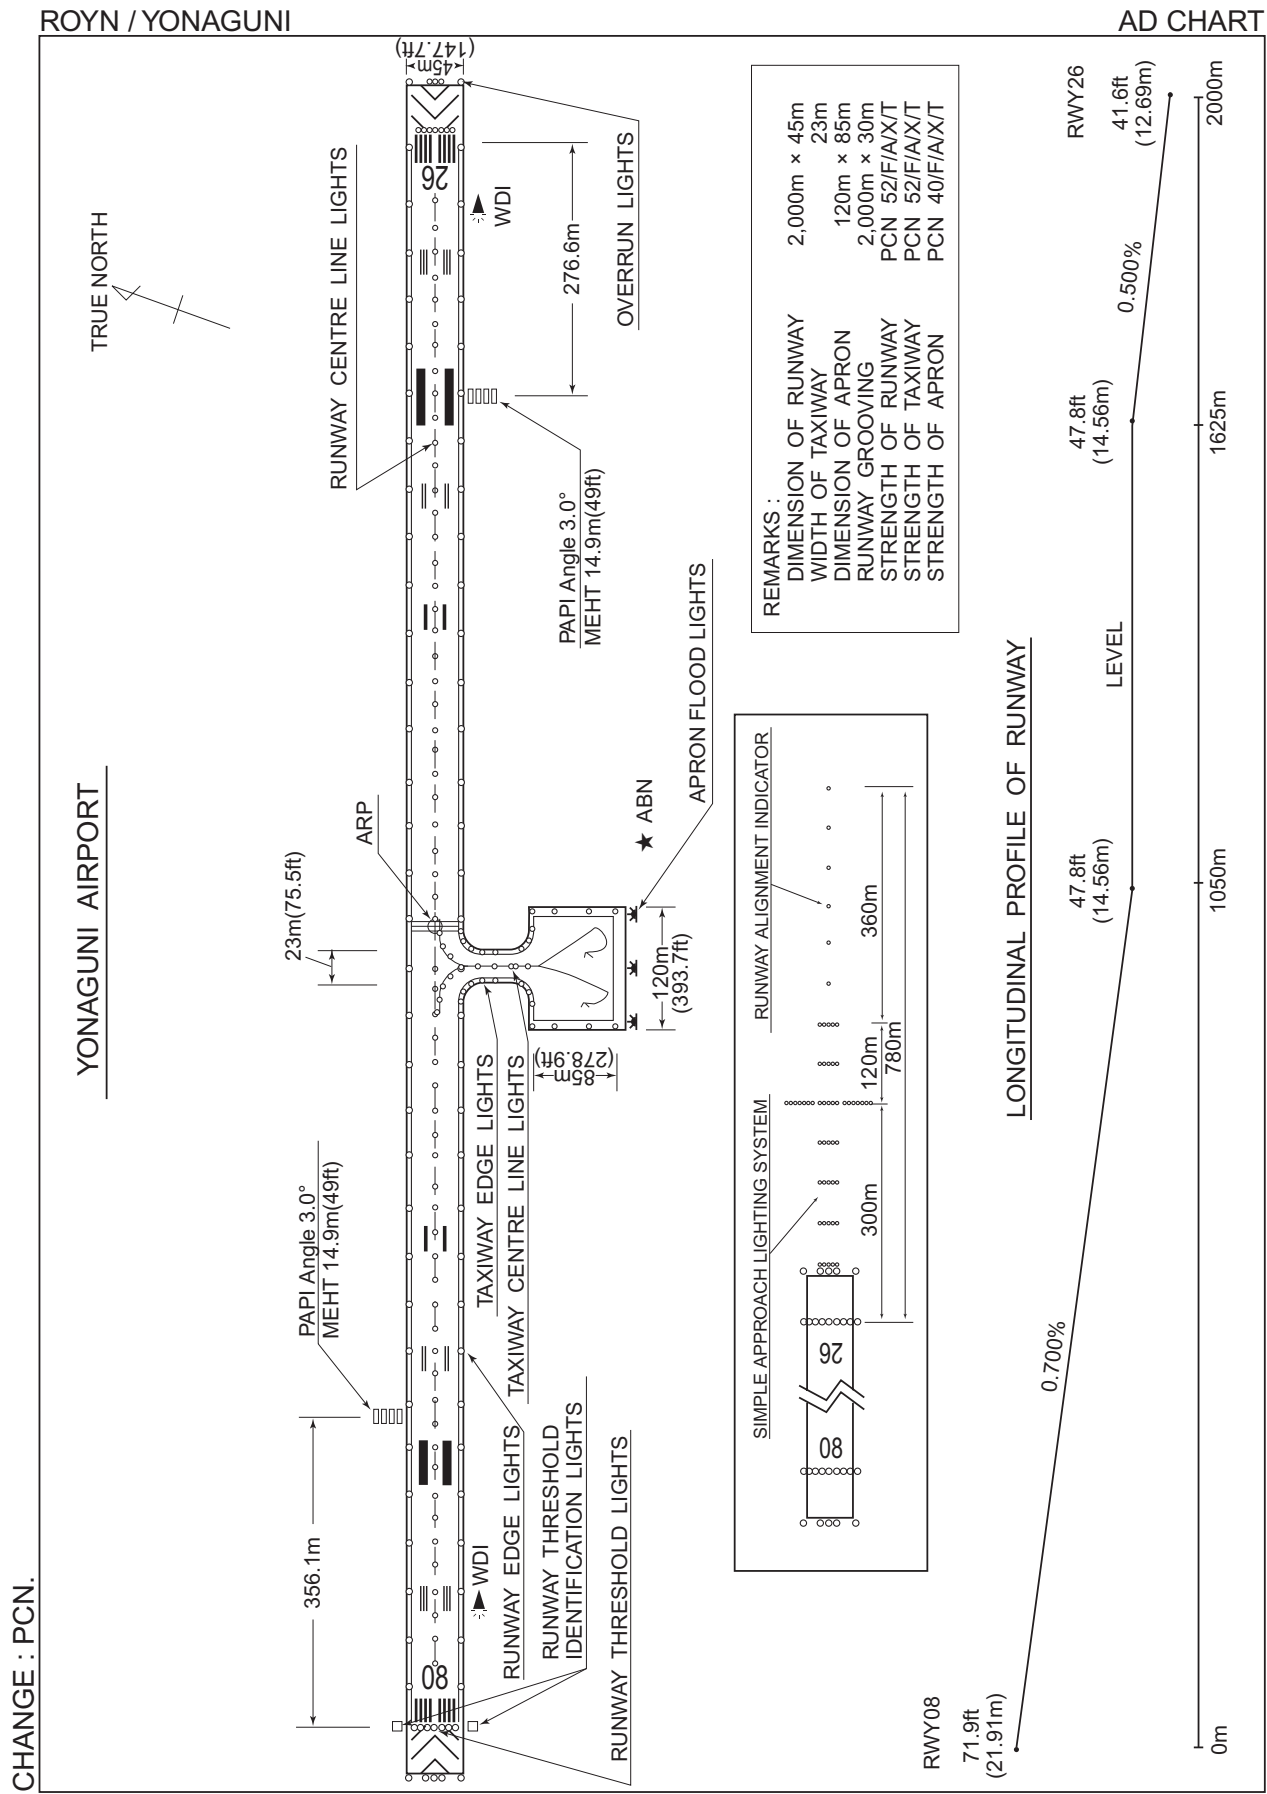 ROYN / YONAGUNI
AD CHART
CHANGE : PCN.
YONAGUNI AIRPORT
TRUE NORTH
356.1m
PAPI Angle 3.0°
MEHT 14.9m(49ft)
23m(75.5ft)
ARP
RUNWAY CENTRE LINE LIGHTS
45m
(147.7ft)
08
26
WDI
WDI
276.6m
OVERRUN LIGHTS
PAPI Angle 3.0°
MEHT 14.9m(49ft)
RUNWAY EDGE LIGHTS
RUNWAY THRESHOLD
IDENTIFICATION LIGHTS
RUNWAY THRESHOLD LIGHTS
TAXIWAY EDGE LIGHTS
TAXIWAY CENTRE LINE LIGHTS
85m
(278.9ft)
120m
(393.7ft)
ABN
APRON FLOOD LIGHTS
REMARKS :
DIMENSION OF RUNWAY 2,000m × 45m
WIDTH OF TAXIWAY 23m
DIMENSION OF APRON 120m × 85m
RUNWAY GROOVING 2,000m × 30m
STRENGTH OF RUNWAY PCN 52/F/A/X/T
STRENGTH OF TAXIWAY PCN 52/F/A/X/T
STRENGTH OF APRON PCN 40/F/A/X/T
SIMPLE APPROACH LIGHTING SYSTEM
RUNWAY ALIGNMENT INDICATOR
08
26
300m
120m
360m
780m
LONGITUDINAL PROFILE OF RUNWAY
RWY08
71.9ft
(21.91m)
0.700%
47.8ft
(14.56m)
LEVEL
47.8ft
(14.56m)
0.500%
RWY26
41.6ft
(12.69m)
0m
1050m
1625m
2000m